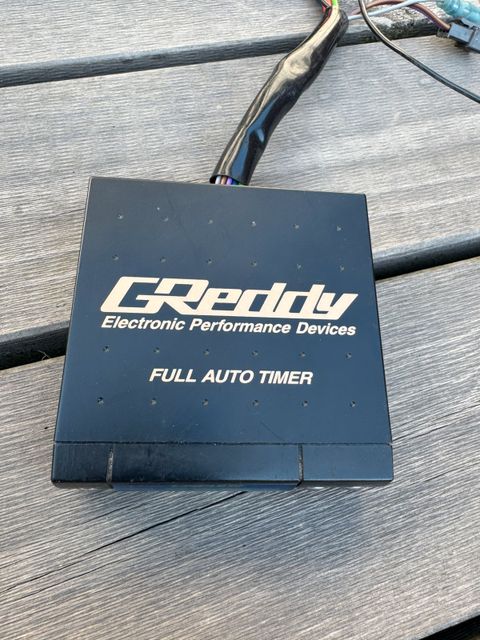 GReddy
Electronic Performance Devices
FULL AUTO TIMER